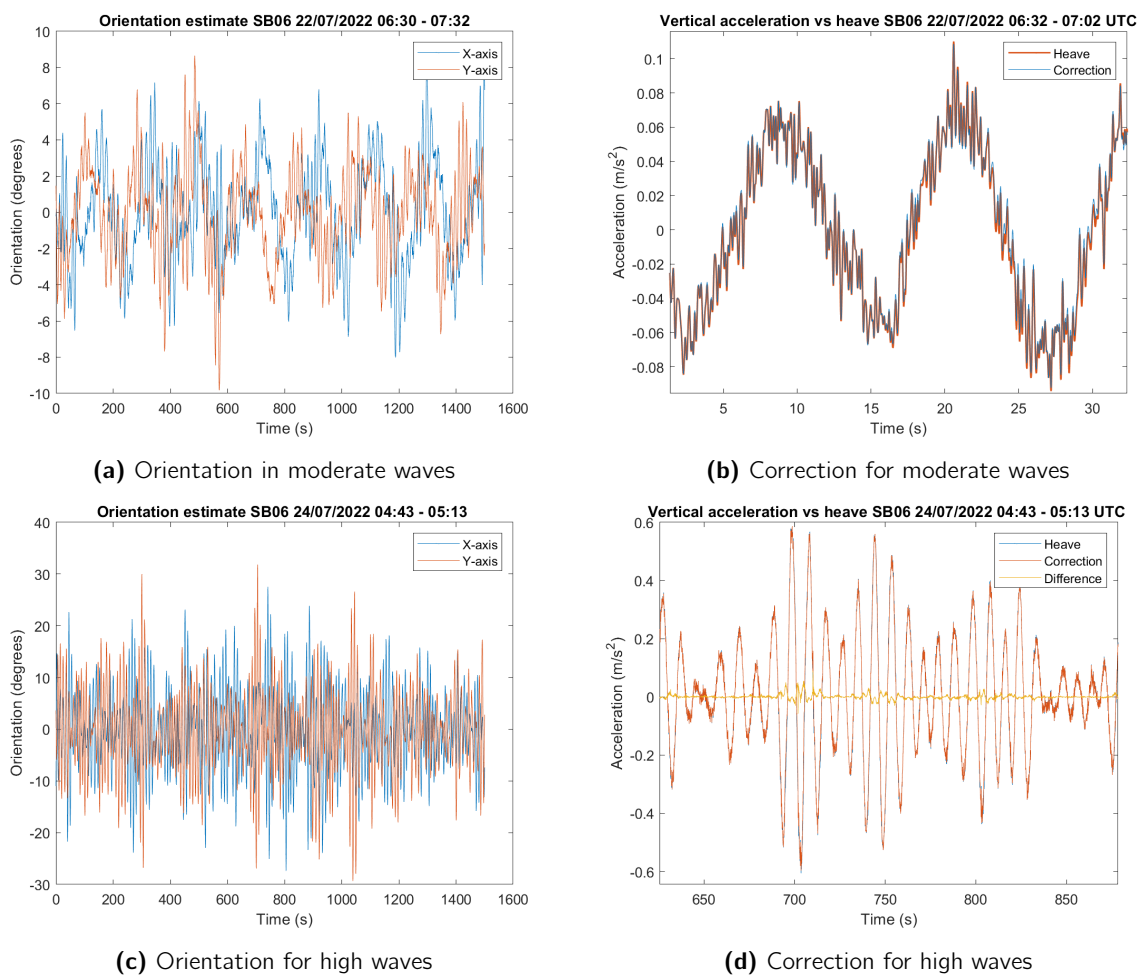 Orientation estimate SB06 22/07/2022 06:30 - 07:32
10
8
6
4
2
0
-2
-4
-6
-8
-10
Orientation (degrees)
X-axis
Y-axis
0 200 400 600 800 1000 1200 1400 1600
Time (s)
(a) Orientation in moderate waves
Vertical acceleration vs heave SB06 22/07/2022 06:32 - 07:02 UTC
0.1
0.08
0.06
0.04
0.02
0
-0.02
-0.04
-0.06
-0.08
Acceleration (m/s²)
Heave
Correction
5 10 15 20 25 30
Time (s)
(b) Correction for moderate waves
Orientation estimate SB06 24/07/2022 04:43 - 05:13
40
30
20
10
0
-10
-20
-30
Orientation (degrees)
X-axis
Y-axis
0 200 400 600 800 1000 1200 1400 1600
Time (s)
(c) Orientation for high waves
Vertical acceleration vs heave SB06 24/07/2022 04:43 - 05:13 UTC
0.6
0.4
0.2
0
-0.2
-0.4
-0.6
Acceleration (m/s²)
Heave
Correction
Difference
650 700 750 800 850
Time (s)
(d) Correction for high waves